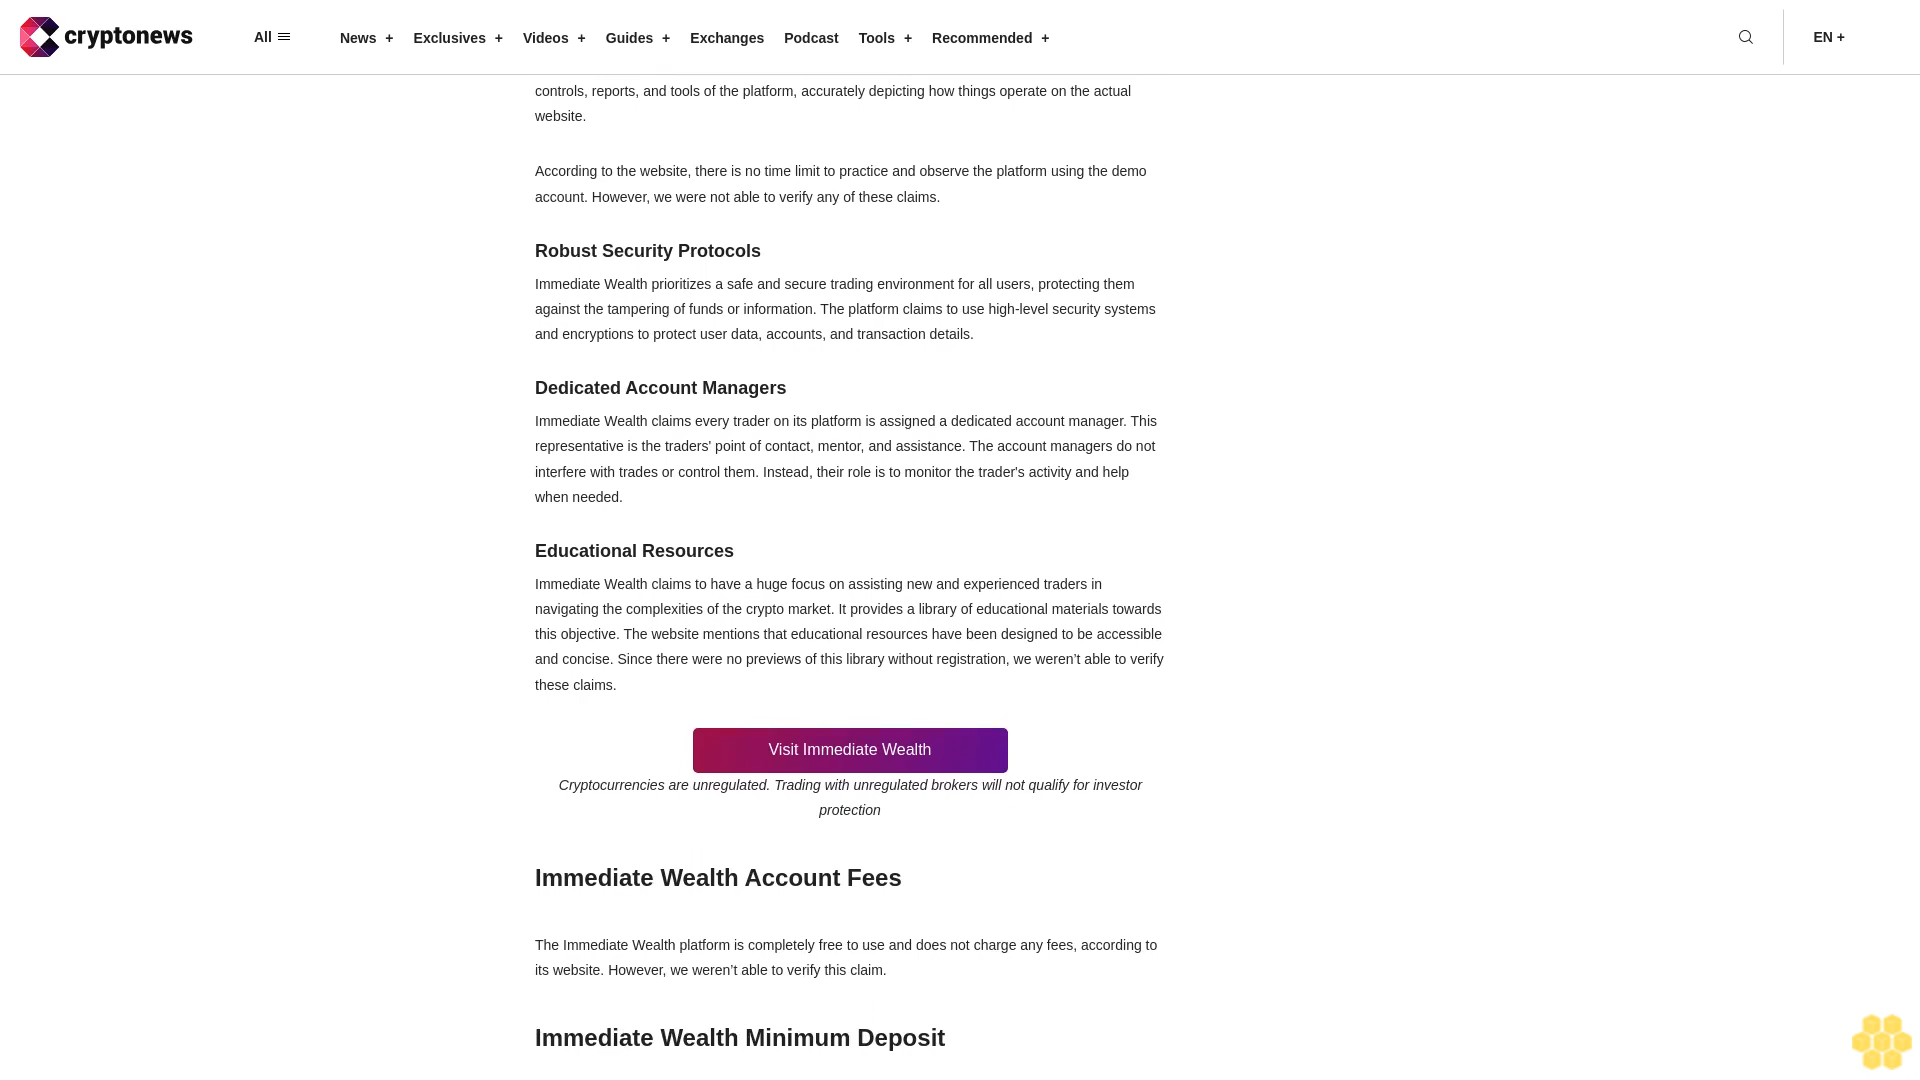 cryptonews
All
News +
Exclusives +
Videos +
Guides +
Exchanges
Podcast
Tools +
Recommended +
EN +
controls, reports, and tools of the platform, accurately depicting how things operate on the actual
website.
According to the website, there is no time limit to practice and observe the platform using the demo
account. However, we were not able to verify any of these claims.
Robust Security Protocols
Immediate Wealth prioritizes a safe and secure trading environment for all users, protecting them
against the tampering of funds or information. The platform claims to use high-level security systems
and encryptions to protect user data, accounts, and transaction details.
Dedicated Account Managers
Immediate Wealth claims every trader on its platform is assigned a dedicated account manager. This
representative is the traders' point of contact, mentor, and assistance. The account managers do not
interfere with trades or control them. Instead, their role is to monitor the trader's activity and help
when needed.
Educational Resources
Immediate Wealth claims to have a huge focus on assisting new and experienced traders in
navigating the complexities of the crypto market. It provides a library of educational materials towards
this objective. The website mentions that educational resources have been designed to be accessible
and concise. Since there were no previews of this library without registration, we weren’t able to verify
these claims.
Visit Immediate Wealth
Cryptocurrencies are unregulated. Trading with unregulated brokers will not qualify for investor
protection
Immediate Wealth Account Fees
The Immediate Wealth platform is completely free to use and does not charge any fees, according to
its website. However, we weren’t able to verify this claim.
Immediate Wealth Minimum Deposit